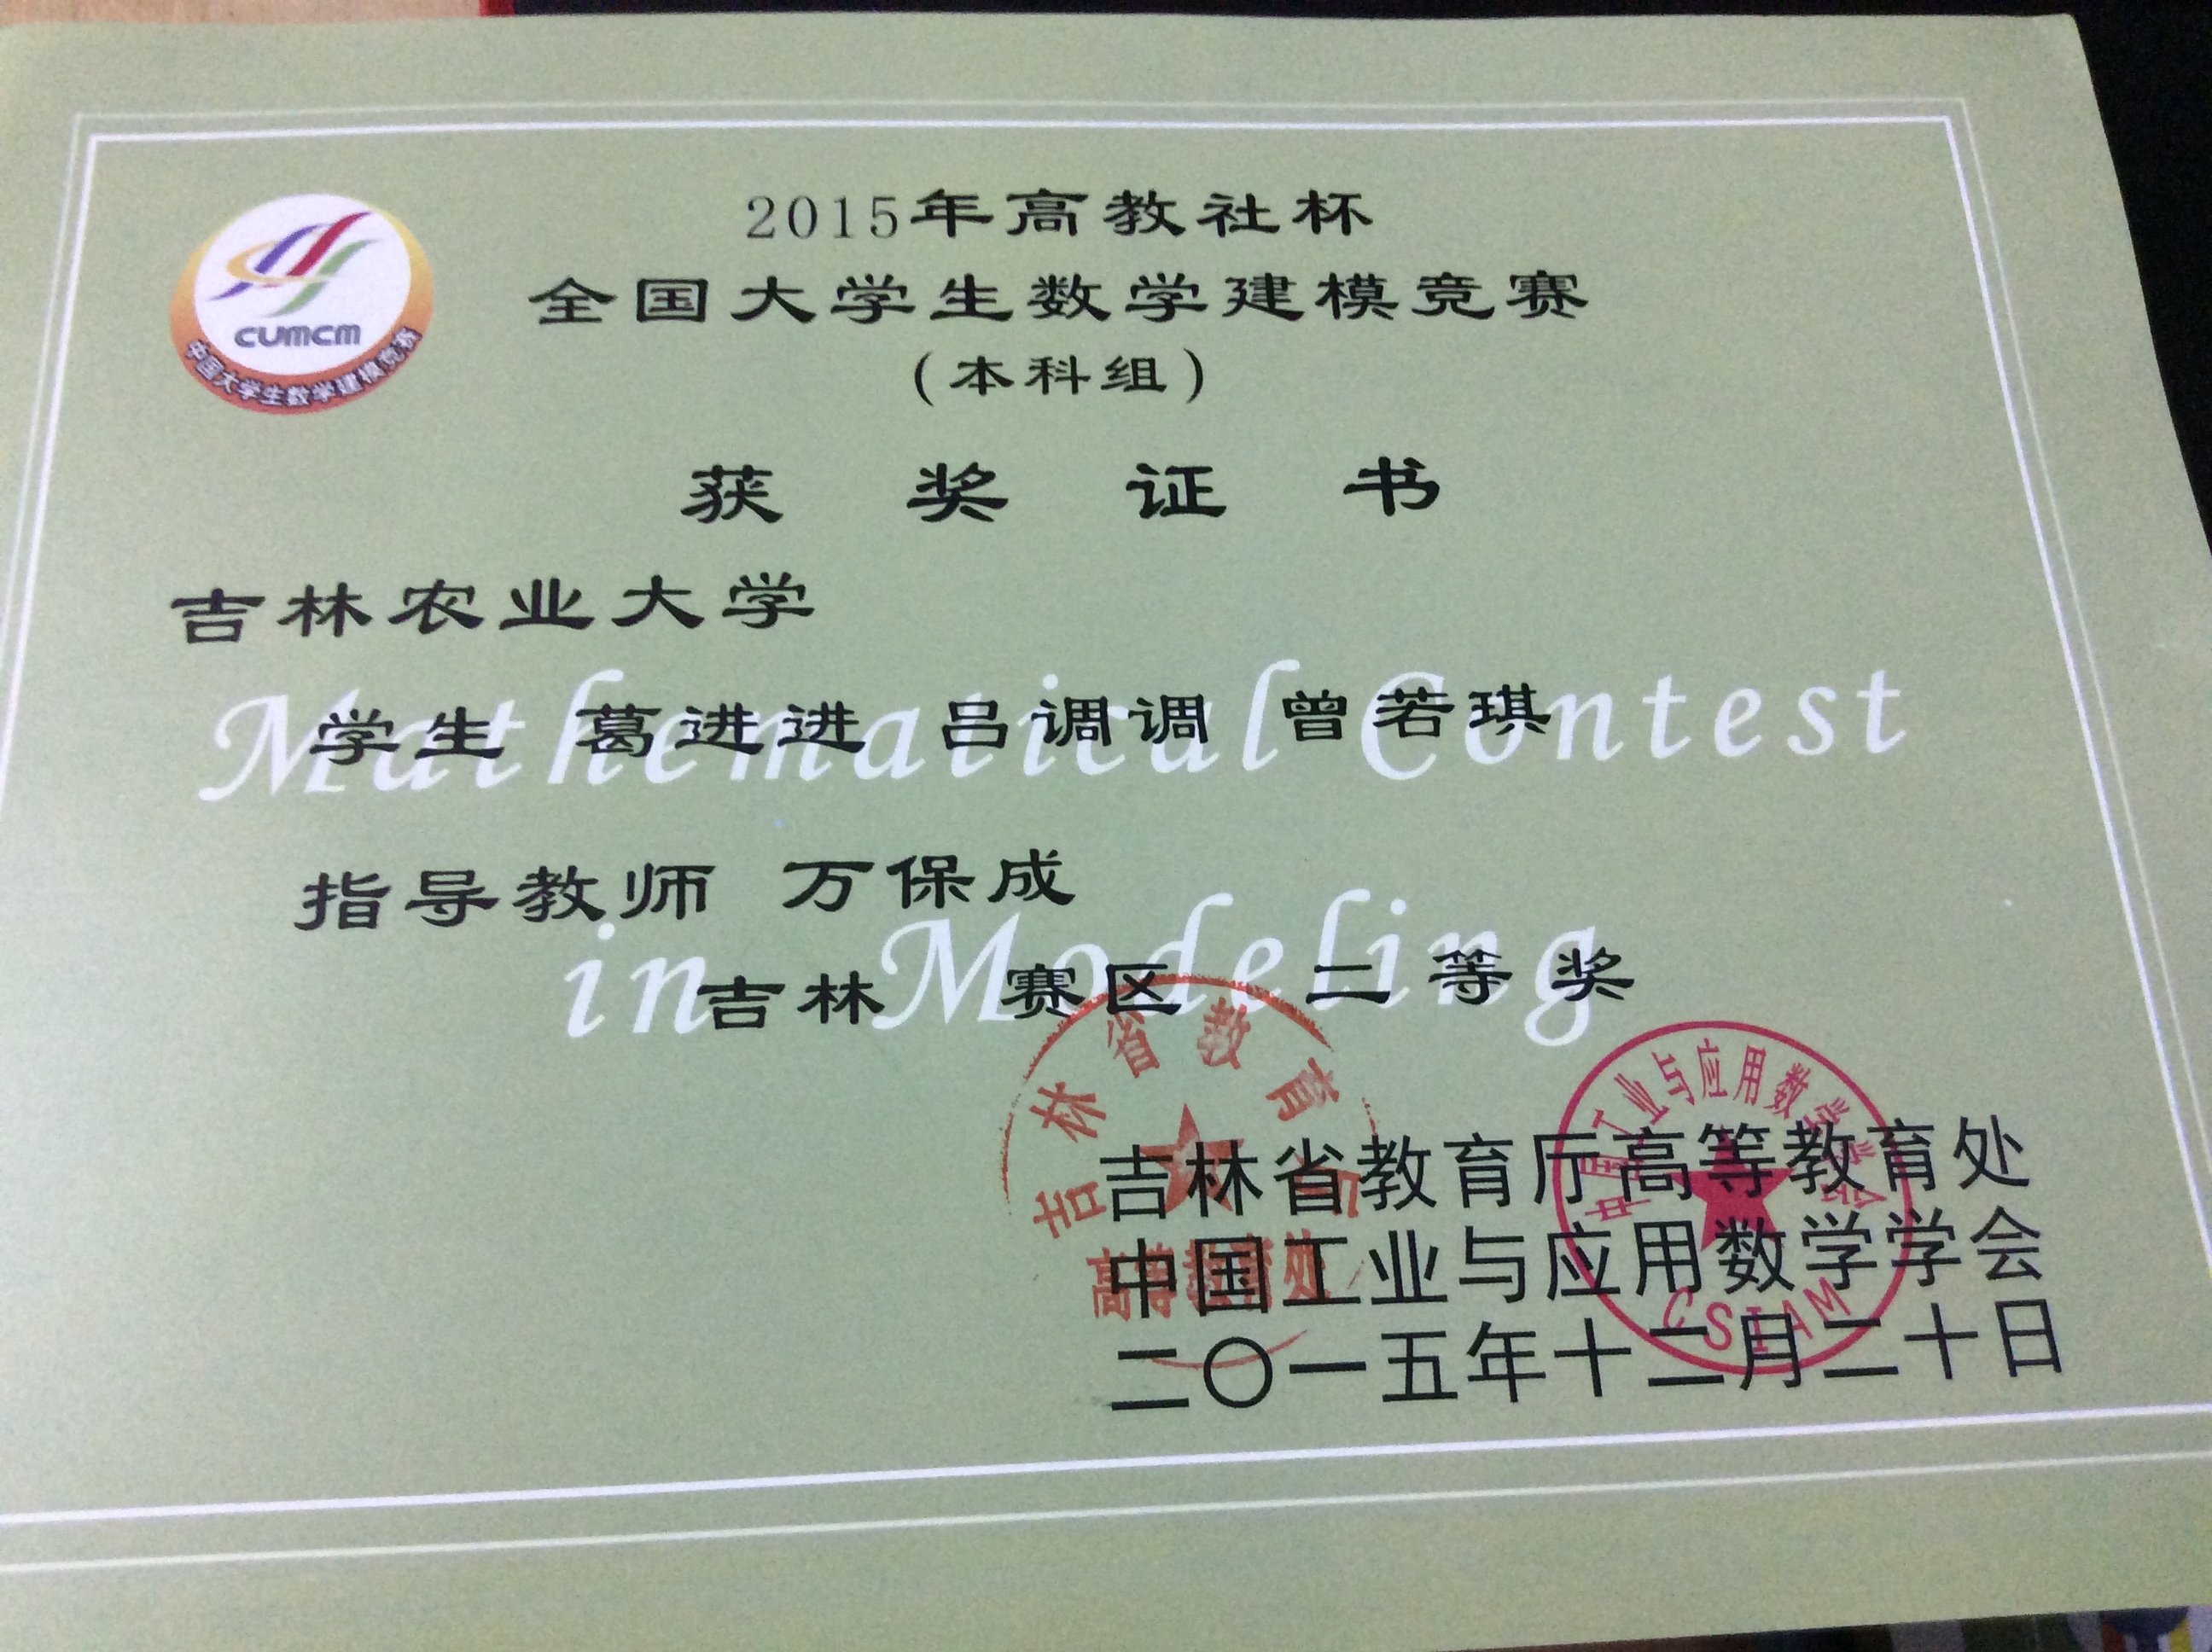 2015年高教社杯
全国大学生数学建模竞赛
(本科组)
CUMCM
中国大学生数学建模竞赛
获奖证书
吉林农业大学
Mathematical Contest
学生 葛进进 吕调调 曾若琪
指导教师 万保成
in Modeling
吉林 赛区 二等奖
吉林省教育厅
高等教育处
中国工业与应用数学学会
CSIAM
吉林省教育厅高等教育处
中国工业与应用数学学会
二〇一五年十二月二十日